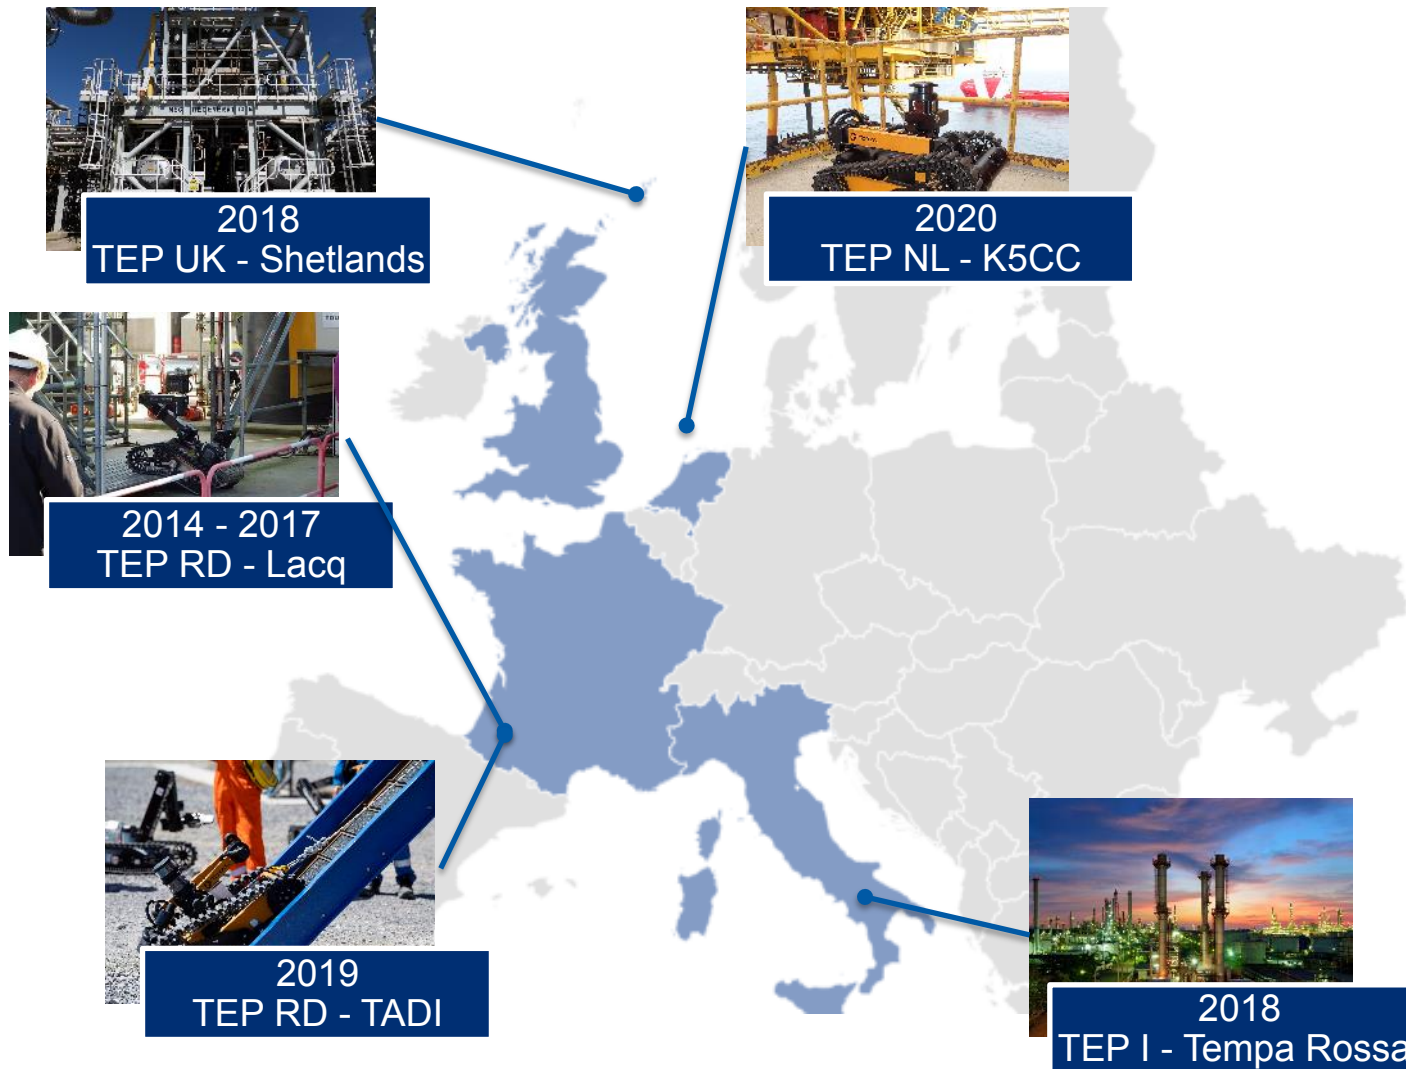 2018
TEP UK - Shetlands
2020
TEP NL - K5CC
2014 - 2017
TEP RD - Lacq
2019
TEP RD - TADI
2018
TEP I - Tempa Rossa